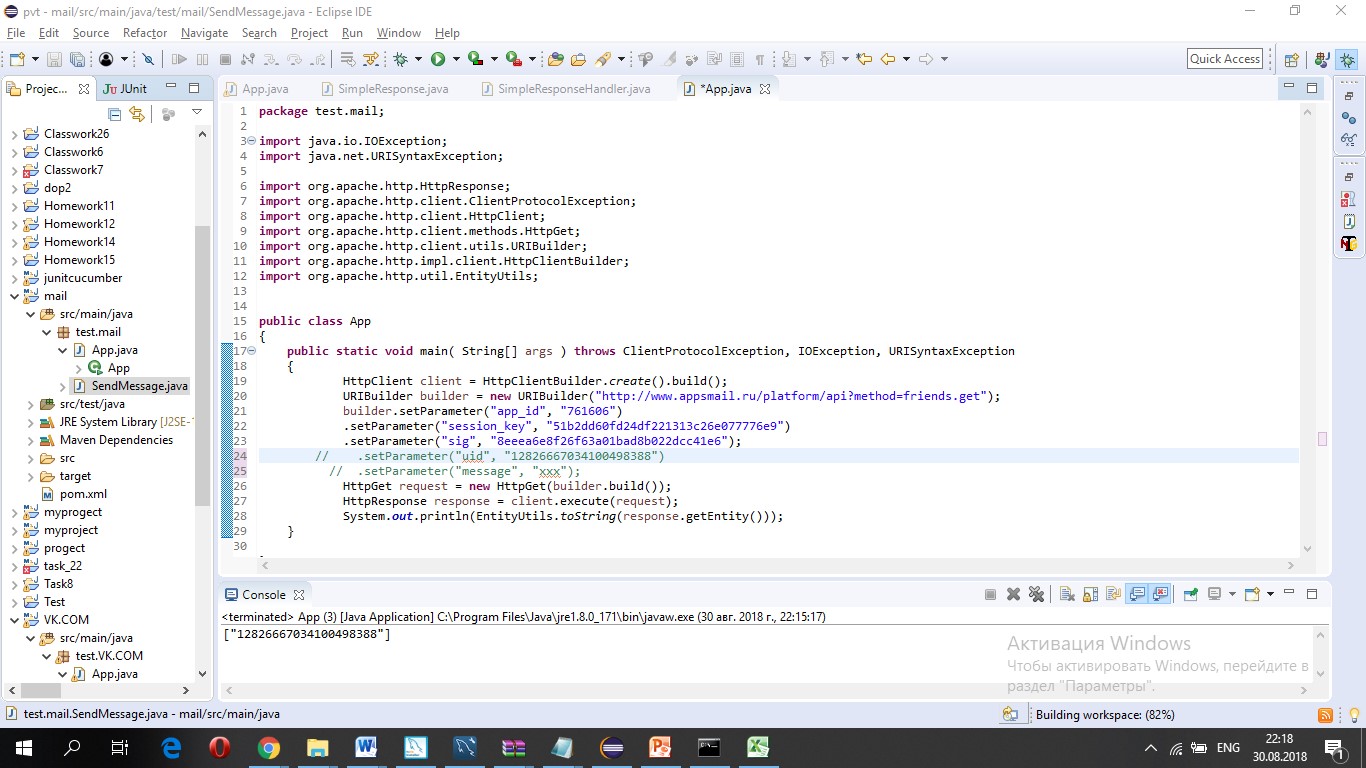 pvt - mail/src/main/java/test/mail/SendMessage.java - Eclipse IDE
File Edit Source Refactor Navigate Search Project Run Window Help
Quick Access
Projec... JUnit
App.java SimpleResponse.java SimpleResponseHandler.java *App.java
Classwork26
Classwork6
Classwork7
dop2
Homework11
Homework12
Homework14
Homework15
junitcucumber
mail
src/main/java
test.mail
App.java
App
SendMessage.java
src/test/java
JRE System Library [J2SE-1
Maven Dependencies
src
target
pom.xml
myprogect
myproject
progect
task_22
Task8
Test
VK.COM
src/main/java
test.VK.COM
App.java
1 package test.mail;
2
3 import java.io.IOException;
4 import java.net.URISyntaxException;
5
6 import org.apache.http.HttpResponse;
7 import org.apache.http.client.ClientProtocolException;
8 import org.apache.http.client.HttpClient;
9 import org.apache.http.client.methods.HttpGet;
10 import org.apache.http.client.utils.URIBuilder;
11 import org.apache.http.impl.client.HttpClientBuilder;
12 import org.apache.http.util.EntityUtils;
13
14
15 public class App
16 {
17 public static void main( String[] args ) throws ClientProtocolException, IOException, URISyntaxException
18 {
19 HttpClient client = HttpClientBuilder.create().build();
20 URIBuilder builder = new URIBuilder("http://www.appsmail.ru/platform/api?method=friends.get");
21 builder.setParameter("app_id", "761606")
22 .setParameter("session_key", "51b2dd60fd24df221313c26e077776e9")
23 .setParameter("sig", "8eeea6e8f26f63a01bad8b022dcc41e6");
24 // .setParameter("uid", "12826667034100498388")
25 // .setParameter("message", "xxx");
26 HttpGet request = new HttpGet(builder.build());
27 HttpResponse response = client.execute(request);
28 System.out.println(EntityUtils.toString(response.getEntity()));
29 }
30
Console
<terminated> App (3) [Java Application] C:\Program Files\Java\jre1.8.0_171\bin\javaw.exe (30 авг. 2018 г., 22:15:17)
["12826667034100498388"]
Активация Windows
Чтобы активировать Windows, перейдите в
раздел "Параметры".
test.mail.SendMessage.java - mail/src/main/java
Building workspace: (82%)
ENG
22:18
30.08.2018
1